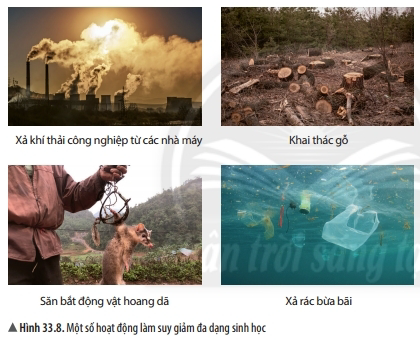 Xả khí thải công nghiệp từ các nhà máy
Khai thác gỗ
Săn bắt động vật hoang dã
Xả rác bừa bãi
▲ Hình 33.8. Một số hoạt động làm suy giảm đa dạng sinh học